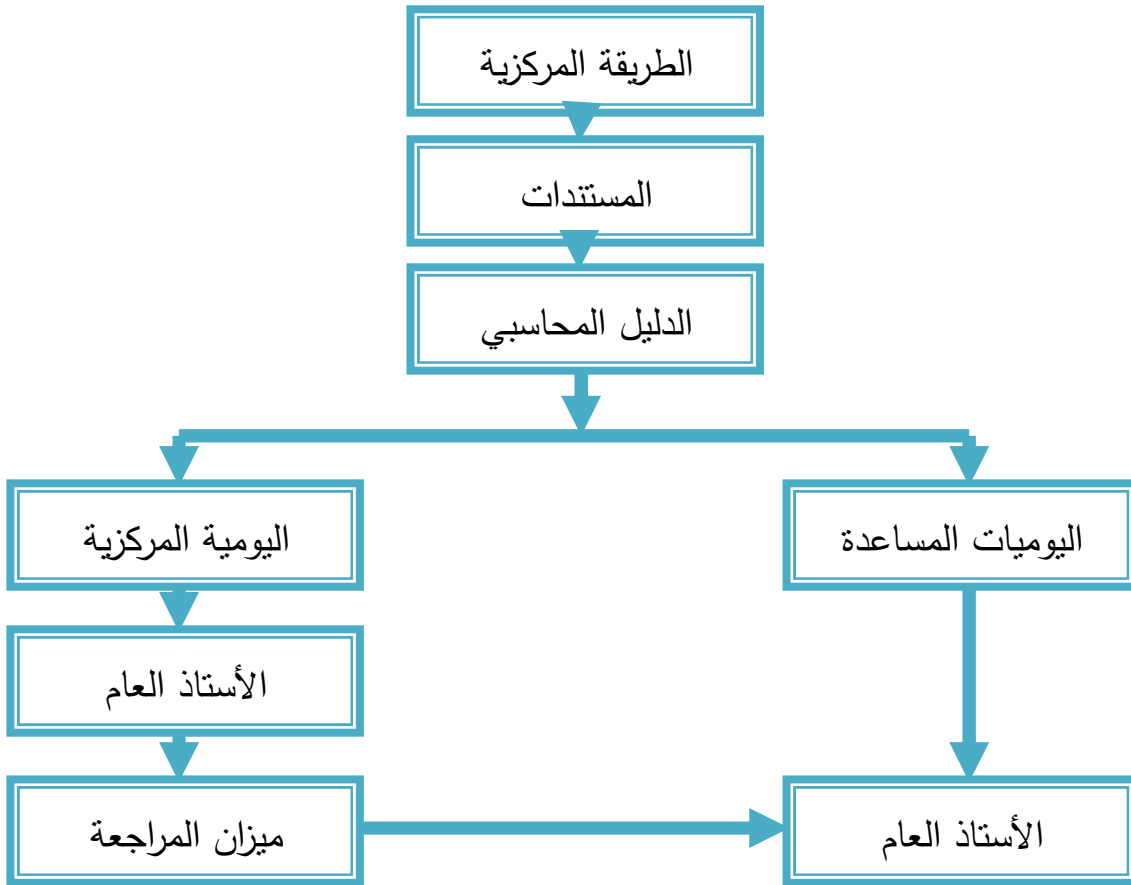 الطريقة المركزية
المستندات
الدليل المحاسبي
اليوميات المساعدة
اليومية المركزية
الأستاذ العام
الأستاذ العام
ميزان المراجعة